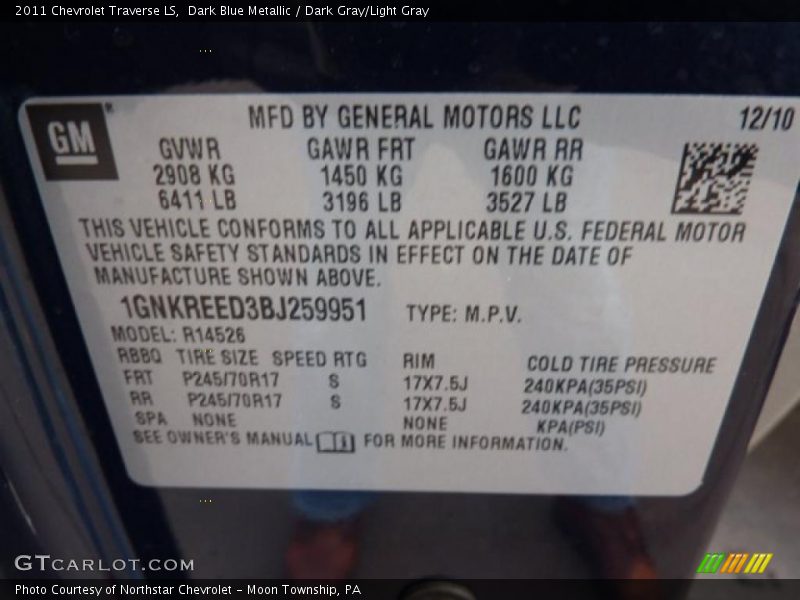 2011 Chevrolet Traverse LS,  Dark Blue Metallic / Dark Gray/Light Gray
MFD BY GENERAL MOTORS LLC 12/10
GM
GVWR GAWR FRT GAWR RR
2908 KG 1450 KG 1600 KG
6411 LB 3196 LB 3527 LB
THIS VEHICLE CONFORMS TO ALL APPLICABLE U.S. FEDERAL MOTOR
VEHICLE SAFETY STANDARDS IN EFFECT ON THE DATE OF
MANUFACTURE SHOWN ABOVE.
1GNKREED3BJ259951 TYPE: M.P.V.
MODEL: R14526
RBBQ TIRE SIZE SPEED RTG RIM COLD TIRE PRESSURE
FRT P245/70R17 S 17X7.5J 240KPA(35PSI)
RR P245/70R17 S 17X7.5J 240KPA(35PSI)
SPA NONE NONE KPA(PSI)
SEE OWNER'S MANUAL FOR MORE INFORMATION.
GTCARLOT.COM
Photo Courtesy of Northstar Chevrolet - Moon Township, PA